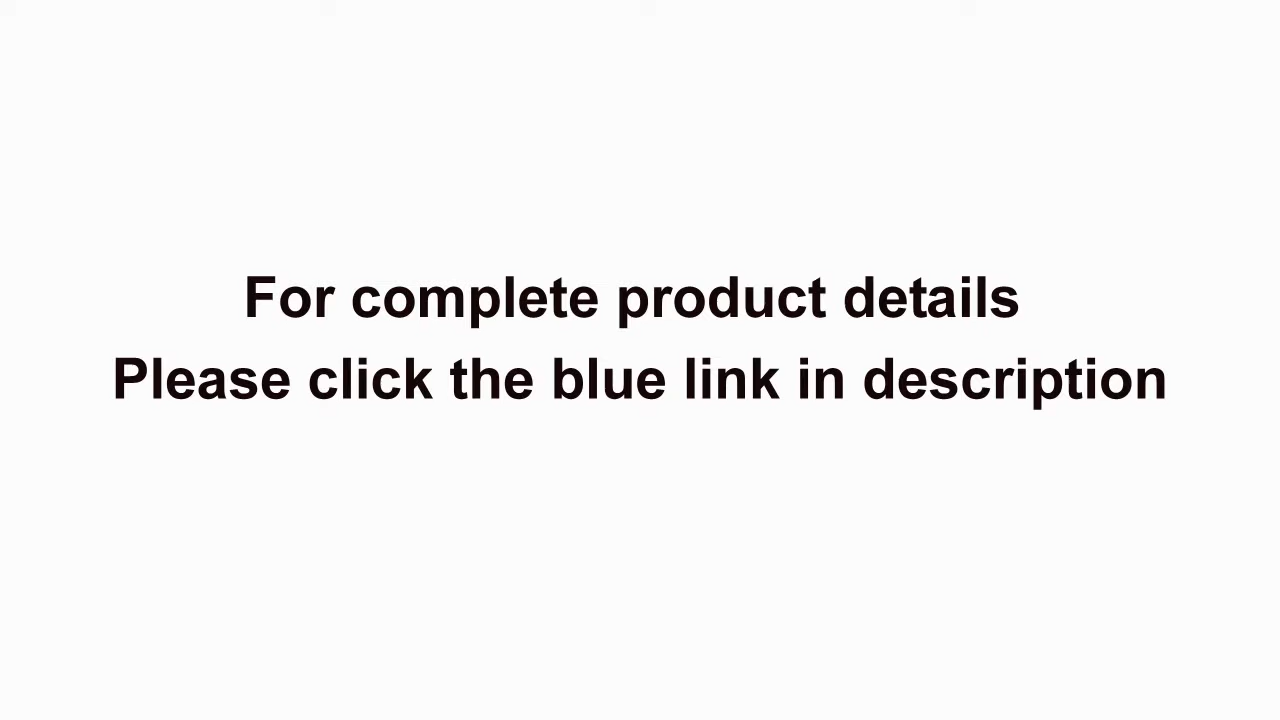 For complete product details
Please click the blue link in description